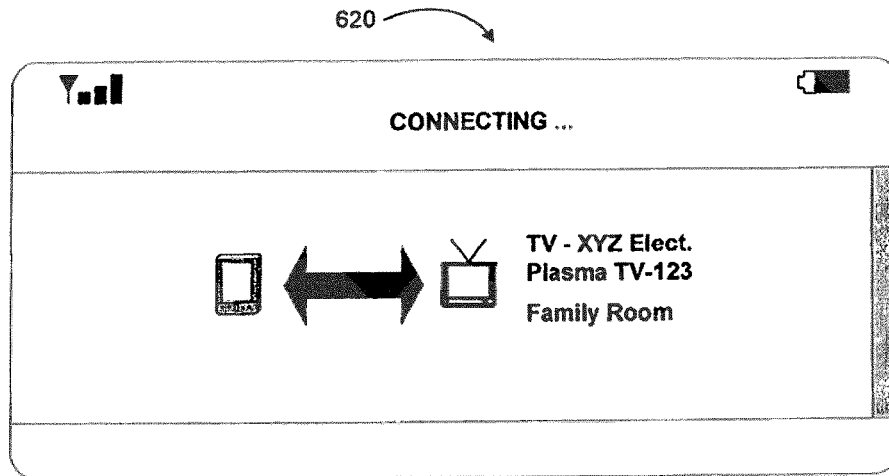 620
CONNECTING ...
TV - XYZ Elect.
Plasma TV-123
Family Room